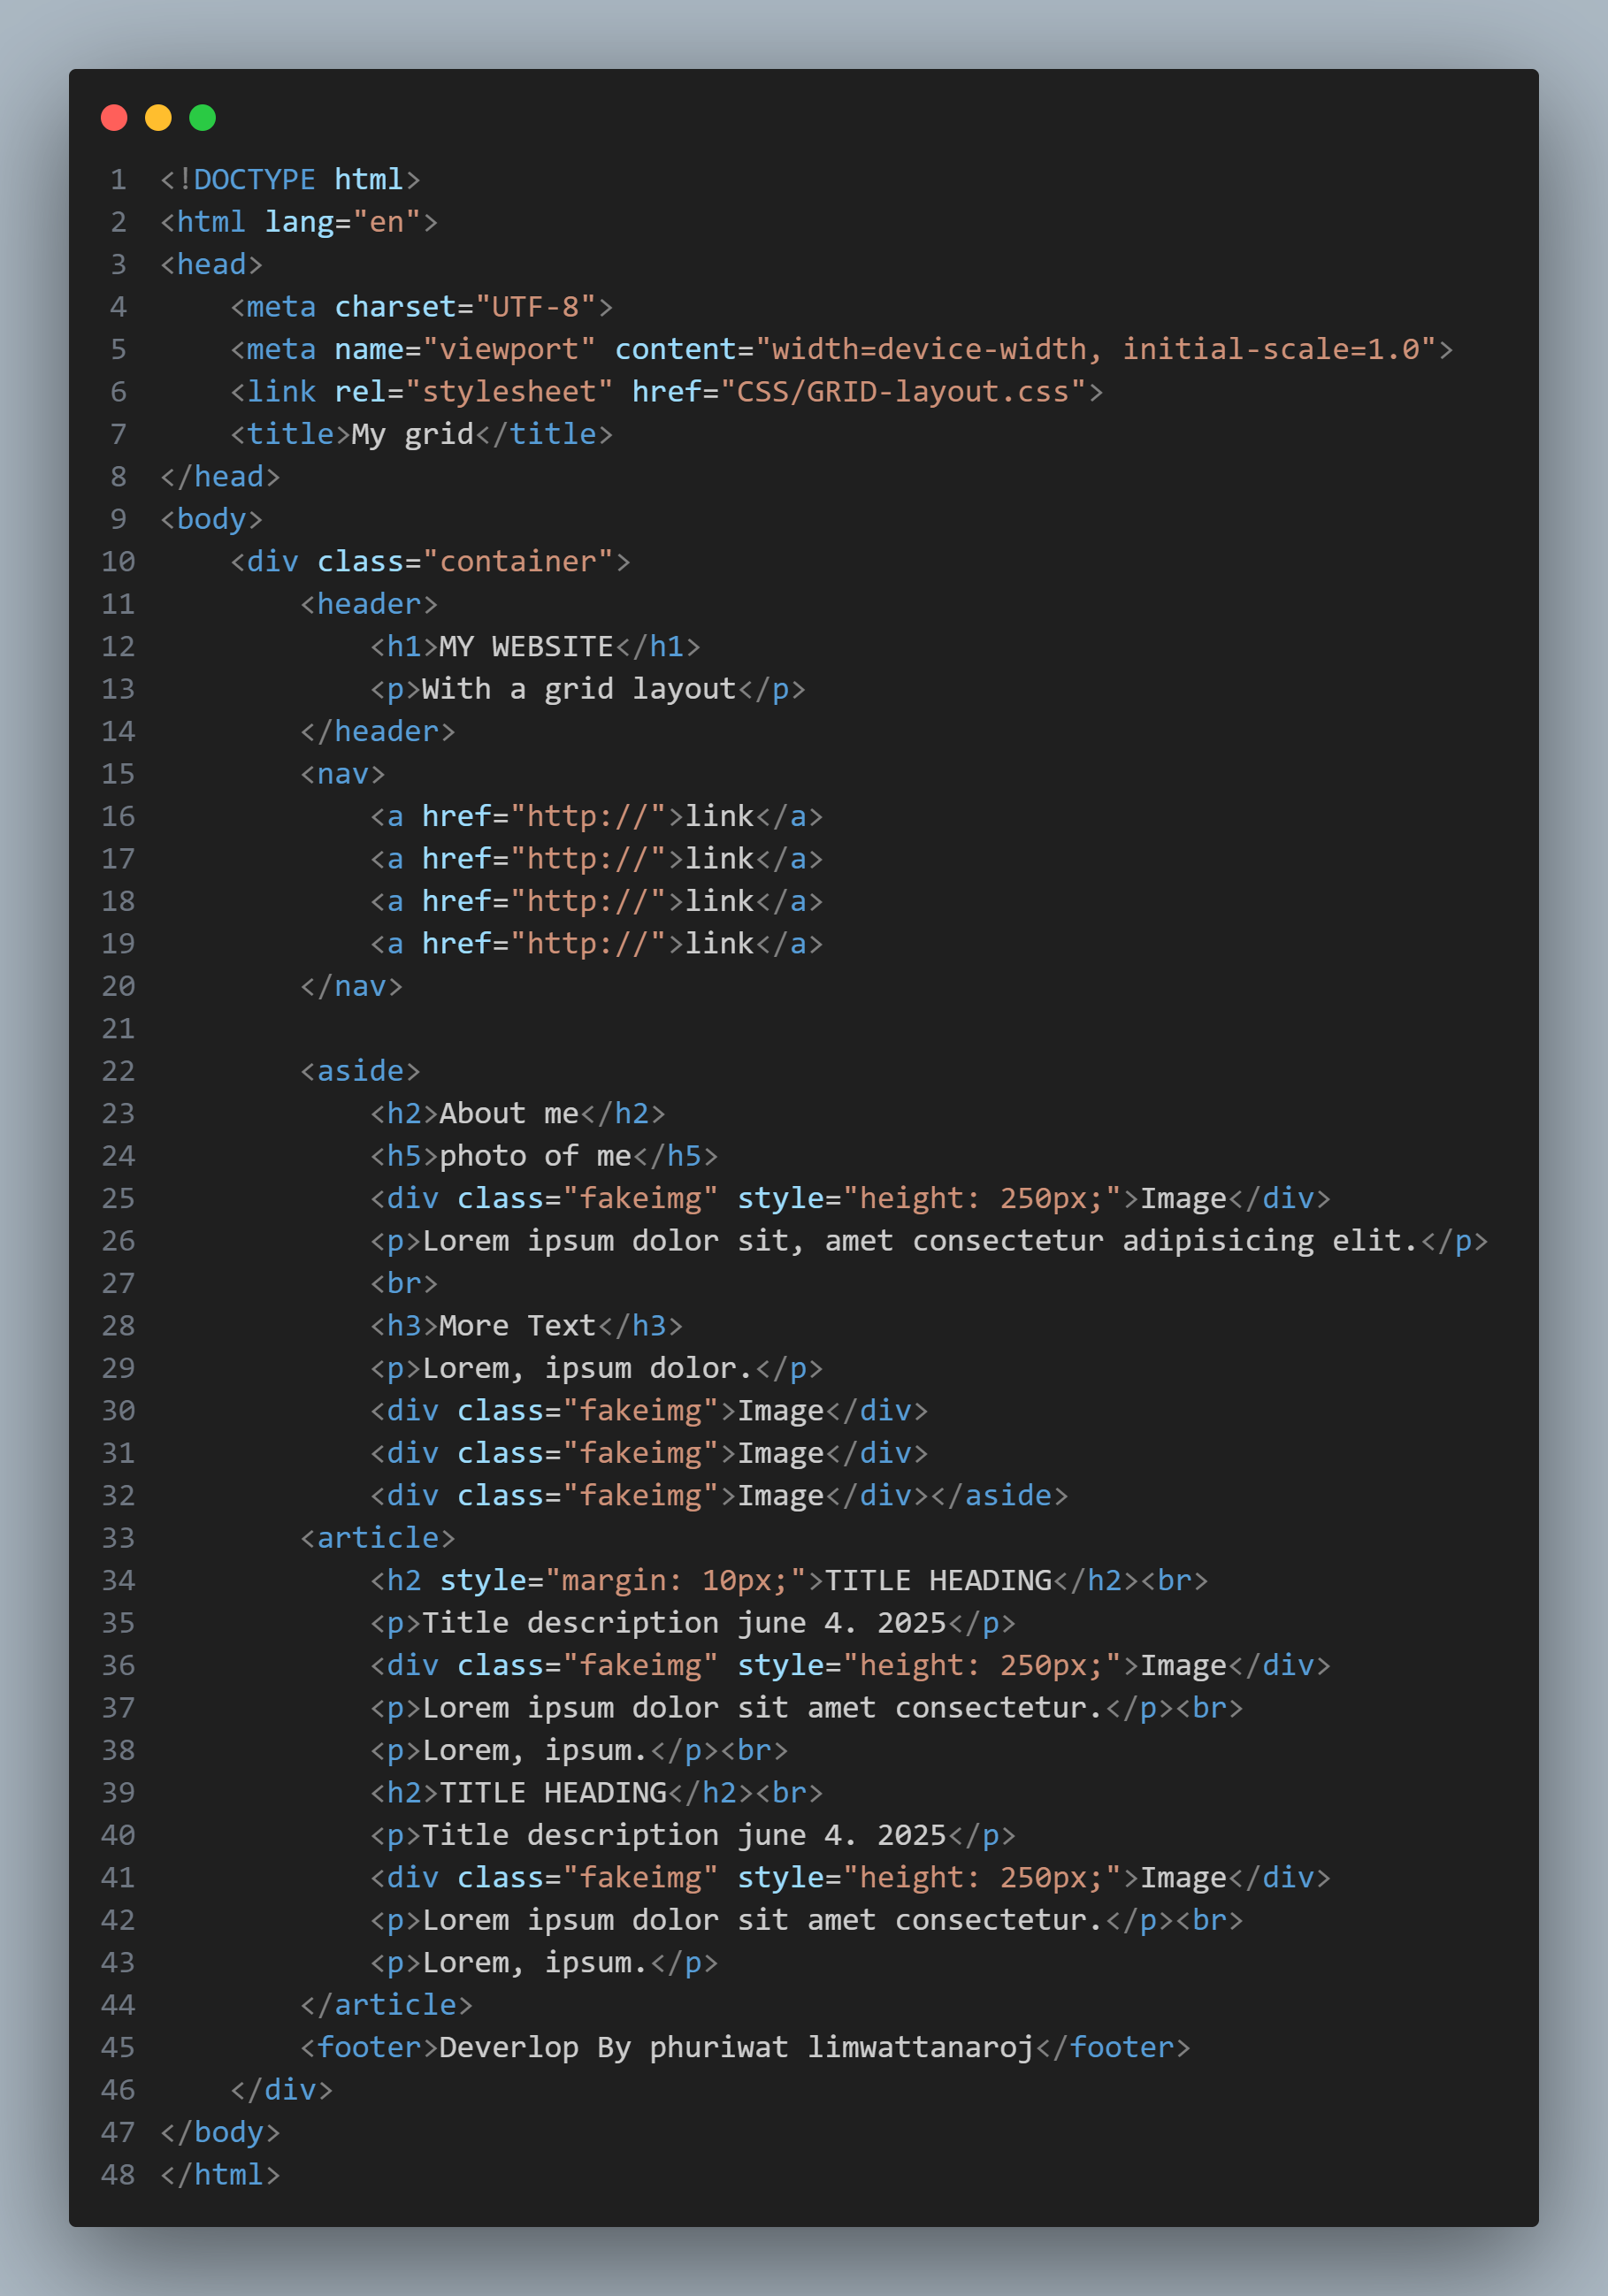 1 <!DOCTYPE html>
2 <html lang="en">
3 <head>
4     <meta charset="UTF-8">
5     <meta name="viewport" content="width=device-width, initial-scale=1.0">
6     <link rel="stylesheet" href="CSS/GRID-layout.css">
7     <title>My grid</title>
8 </head>
9 <body>
10     <div class="container">
11         <header>
12             <h1>MY WEBSITE</h1>
13             <p>With a grid layout</p>
14         </header>
15         <nav>
16             <a href="http://">link</a>
17             <a href="http://">link</a>
18             <a href="http://">link</a>
19             <a href="http://">link</a>
20         </nav>
21
22         <aside>
23             <h2>About me</h2>
24             <h5>photo of me</h5>
25             <div class="fakeimg" style="height: 250px;">Image</div>
26             <p>Lorem ipsum dolor sit, amet consectetur adipisicing elit.</p>
27             <br>
28             <h3>More Text</h3>
29             <p>Lorem, ipsum dolor.</p>
30             <div class="fakeimg">Image</div>
31             <div class="fakeimg">Image</div>
32             <div class="fakeimg">Image</div></aside>
33         <article>
34             <h2 style="margin: 10px;">TITLE HEADING</h2><br>
35             <p>Title description june 4. 2025</p>
36             <div class="fakeimg" style="height: 250px;">Image</div>
37             <p>Lorem ipsum dolor sit amet consectetur.</p><br>
38             <p>Lorem, ipsum.</p><br>
39             <h2>TITLE HEADING</h2><br>
40             <p>Title description june 4. 2025</p>
41             <div class="fakeimg" style="height: 250px;">Image</div>
42             <p>Lorem ipsum dolor sit amet consectetur.</p><br>
43             <p>Lorem, ipsum.</p>
44         </article>
45         <footer>Deverlop By phuriwat limwattanaroj</footer>
46     </div>
47 </body>
48 </html>